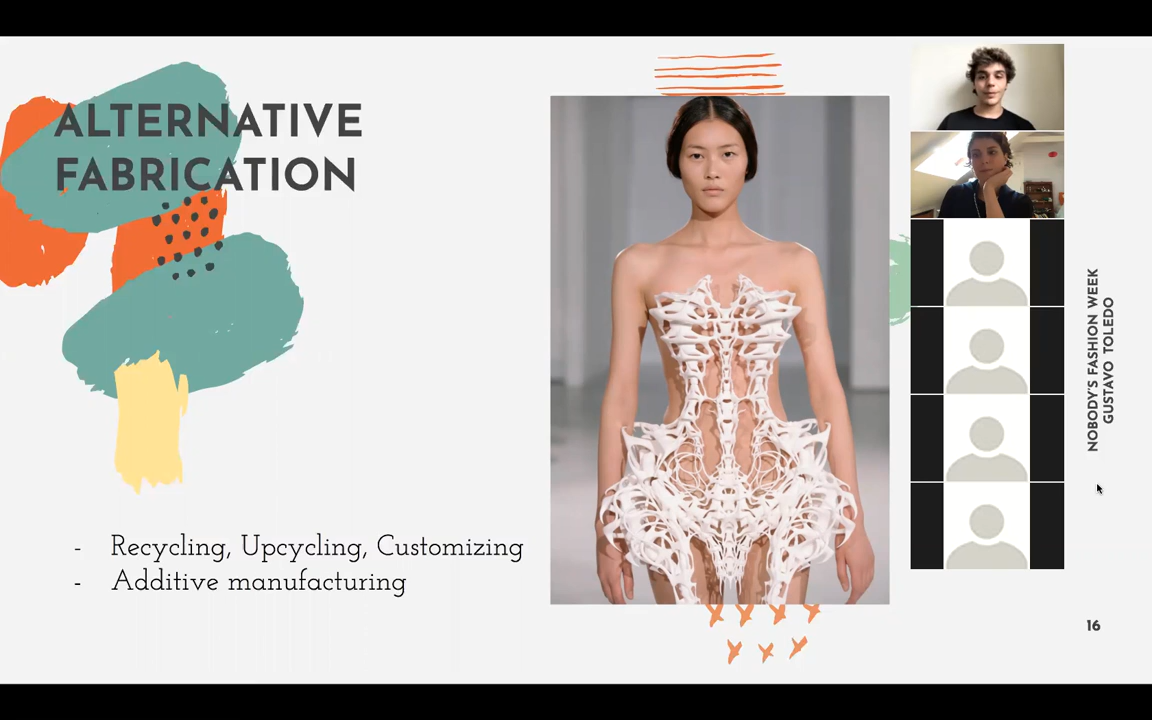 ALTERNATIVE
FABRICATION
- Recycling, Upcycling, Customizing
- Additive manufacturing
NOBODY'S FASHION WEEK
GUSTAVO TOLEDO
16